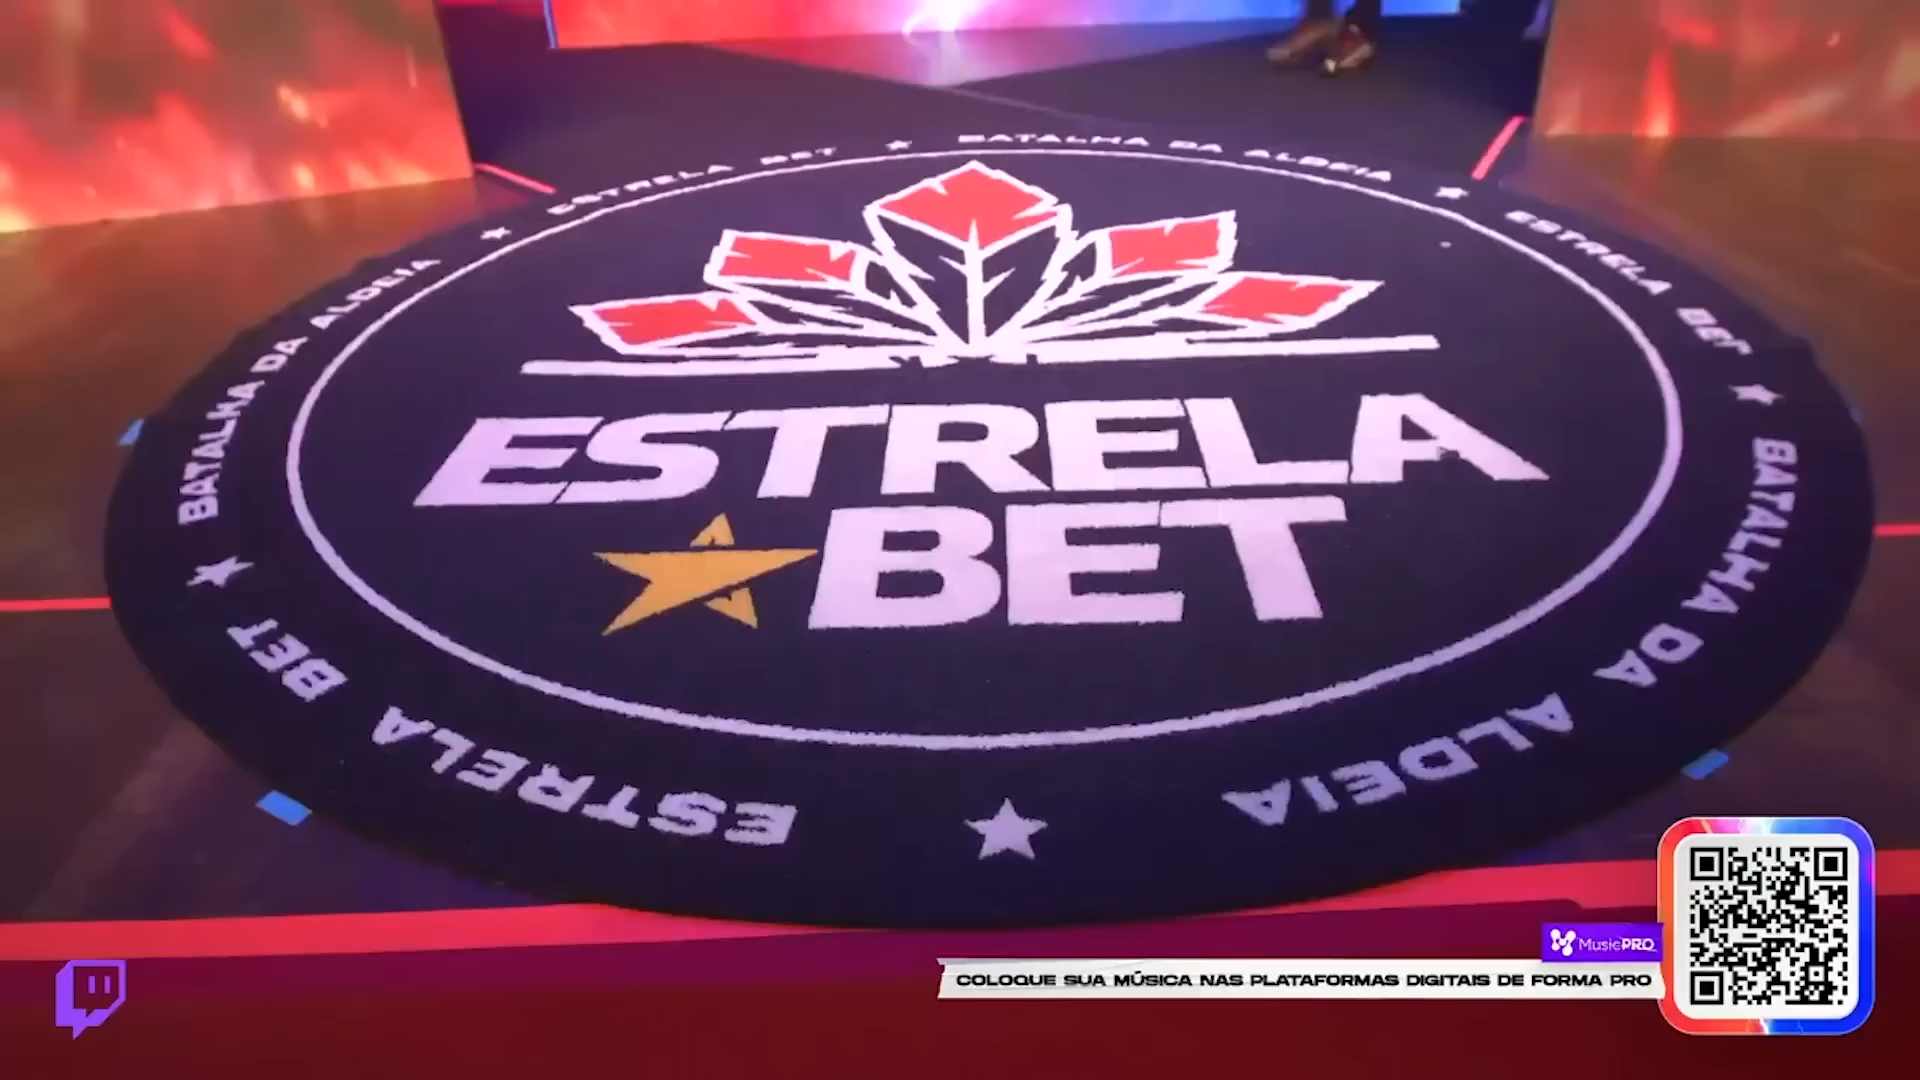 ESTRELA BET ★ BATALHA DA ALDEIA ★ ESTRELA BET ★ BATALHA DA ALDEIA ★ ESTRELA BET ★ BATALHA DA ALDEIA ★
ESTRELA
BET
MusicPRO
COLOQUE SUA MÚSICA NAS PLATAFORMAS DIGITAIS DE FORMA PRO